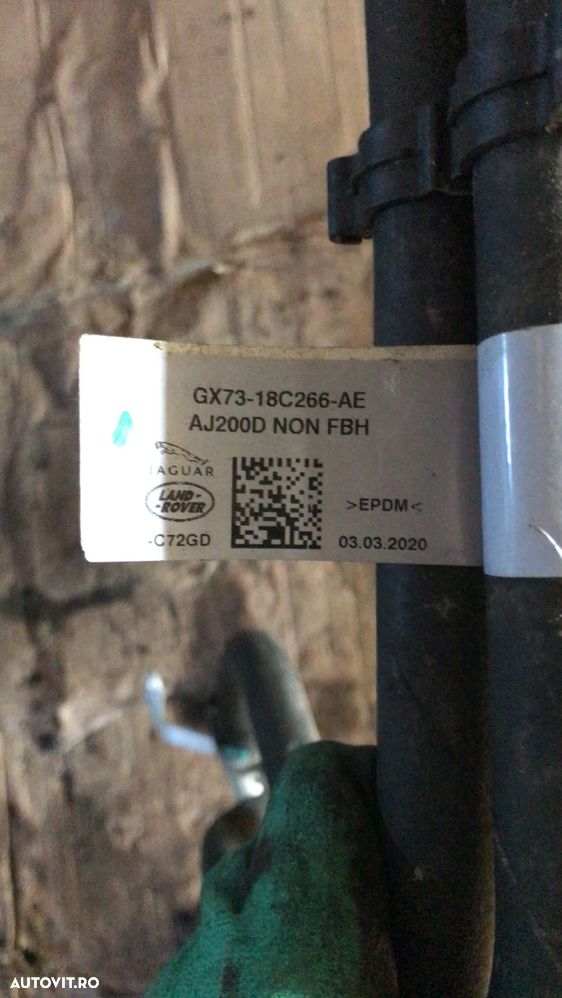 GX73-18C266-AE
AJ200D NON FBH
JAGUAR
LAND-
-ROVER
>EPDM<
-C72GD
03.03.2020
AUTOVIT.RO